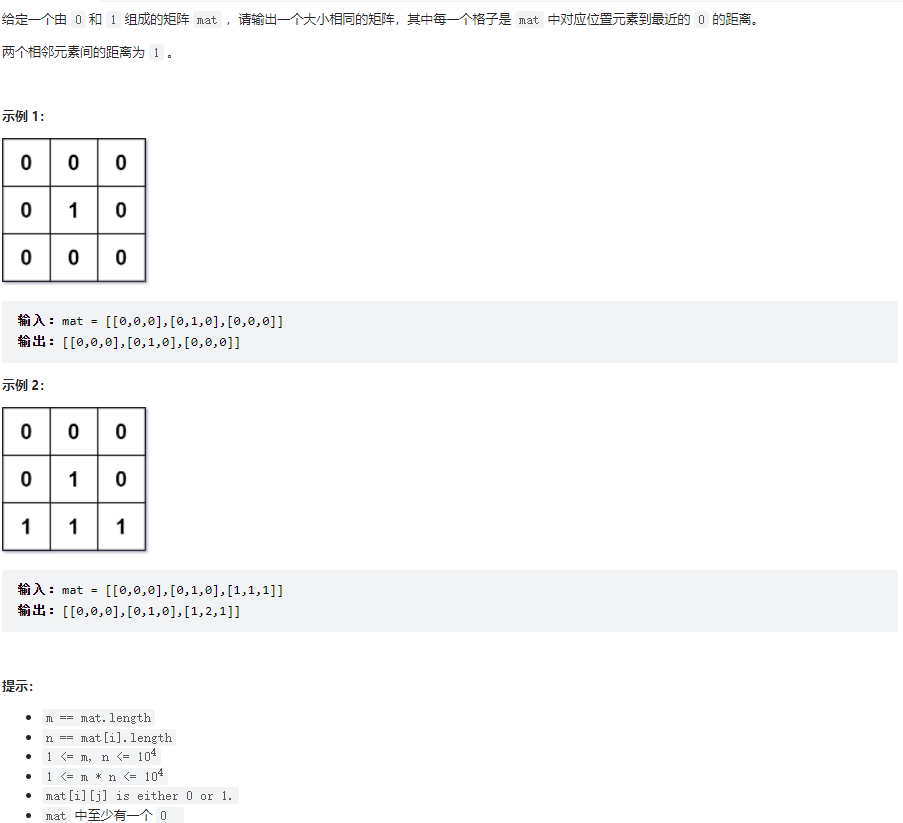 给定一个由 0 和 1 组成的矩阵 mat ，请输出一个大小相同的矩阵，其中每一个格子是 mat 中对应位置元素到最近的 0 的距离。
两个相邻元素间的距离为 1 。
示例 1：
0 0 0
0 1 0
0 0 0
输入：mat = [[0,0,0],[0,1,0],[0,0,0]]
输出：[[0,0,0],[0,1,0],[0,0,0]]
示例 2：
0 0 0
0 1 0
1 1 1
输入：mat = [[0,0,0],[0,1,0],[1,1,1]]
输出：[[0,0,0],[0,1,0],[1,2,1]]
提示：
m == mat.length
n == mat[i].length
1 <= m, n <= 10⁴
1 <= m * n <= 10⁴
mat[i][j] is either 0 or 1.
mat 中至少有一个 0